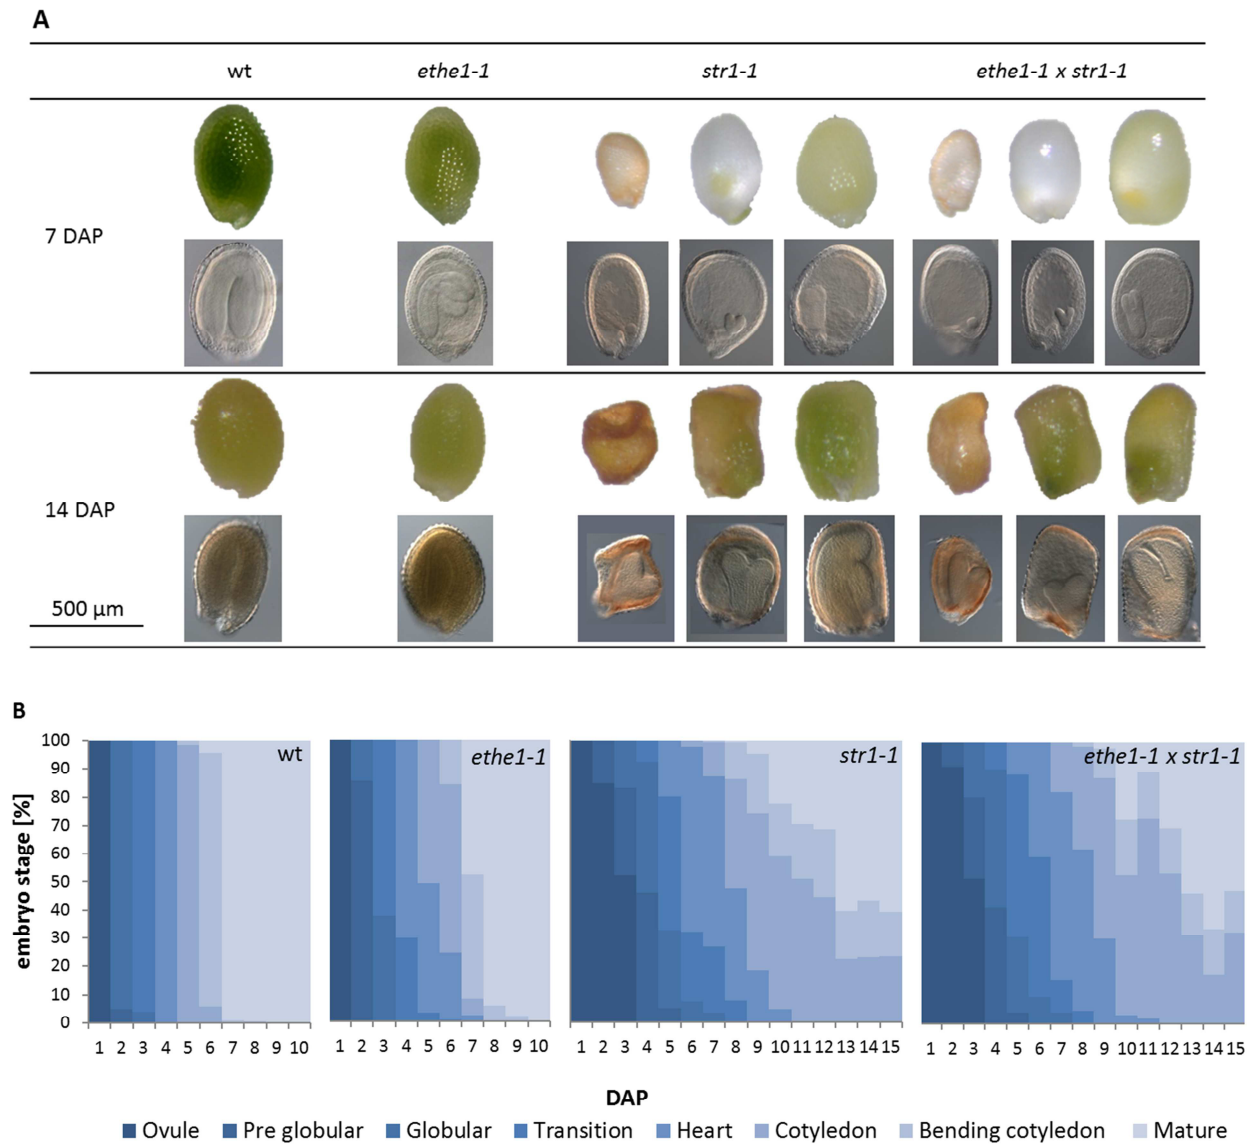 A
wt ethe1-1 str1-1 ethe1-1 x str1-1
7 DAP
14 DAP
500 µm
B
embryo stage [%]
100
90
80
70
60
50
40
30
20
10
0
wt
1 2 3 4 5 6 7 8 9 10
ethe1-1
1 2 3 4 5 6 7 8 9 10
str1-1
1 2 3 4 5 6 7 8 9 10 11 12 13 14 15
ethe1-1 x str1-1
1 2 3 4 5 6 7 8 9 10 11 12 13 14 15
DAP
Ovule Pre globular Globular Transition Heart Cotyledon Bending cotyledon Mature